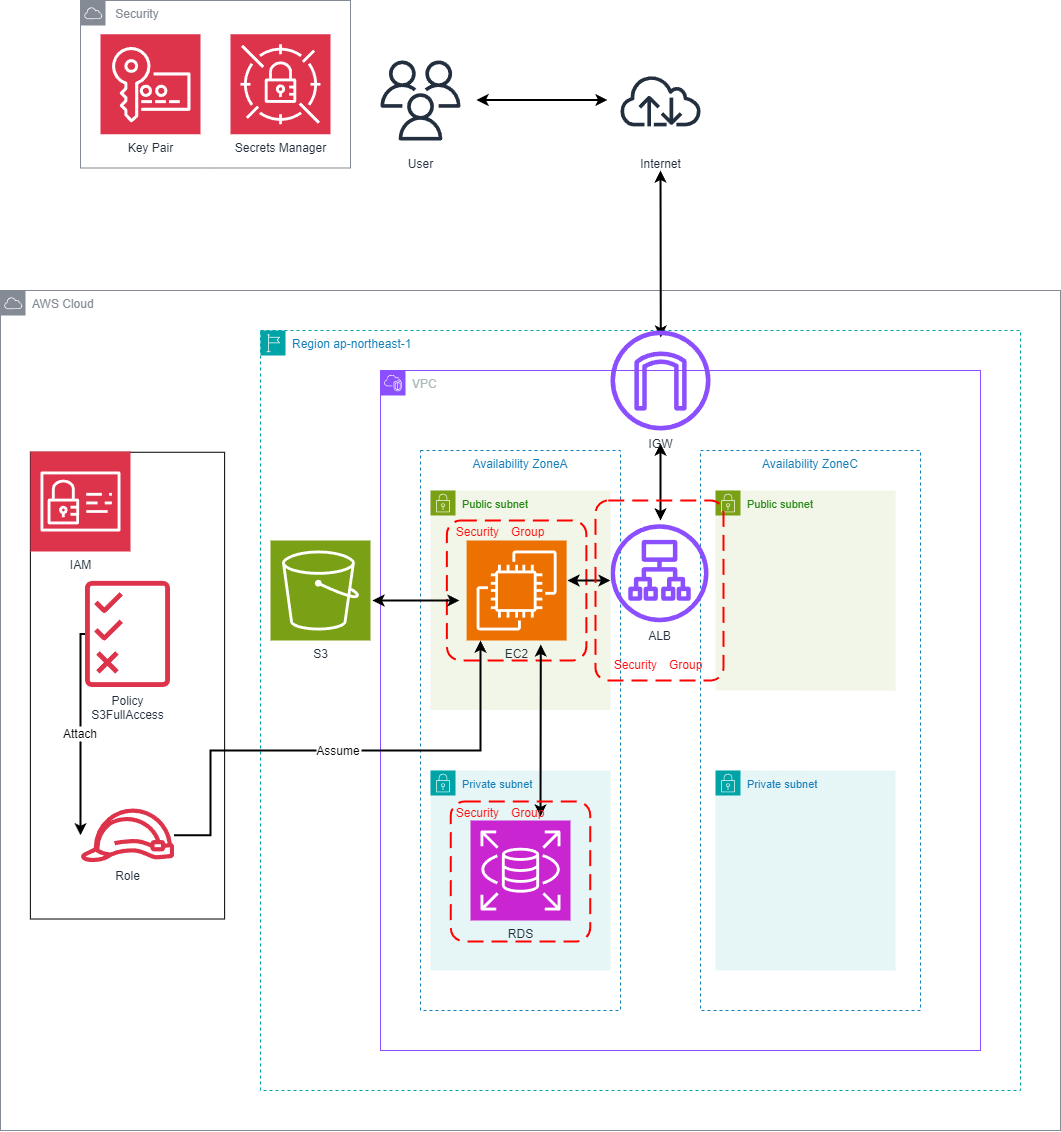 Security
Key Pair
Secrets Manager
User
Internet
AWS Cloud
Region ap-northeast-1
VPC
IGW
Availability ZoneA
Availability ZoneC
Public subnet
Public subnet
Security Group
IAM
S3
EC2
ALB
Security Group
Policy
S3FullAccess
Attach
Assume
Private subnet
Private subnet
Security Group
Role
RDS